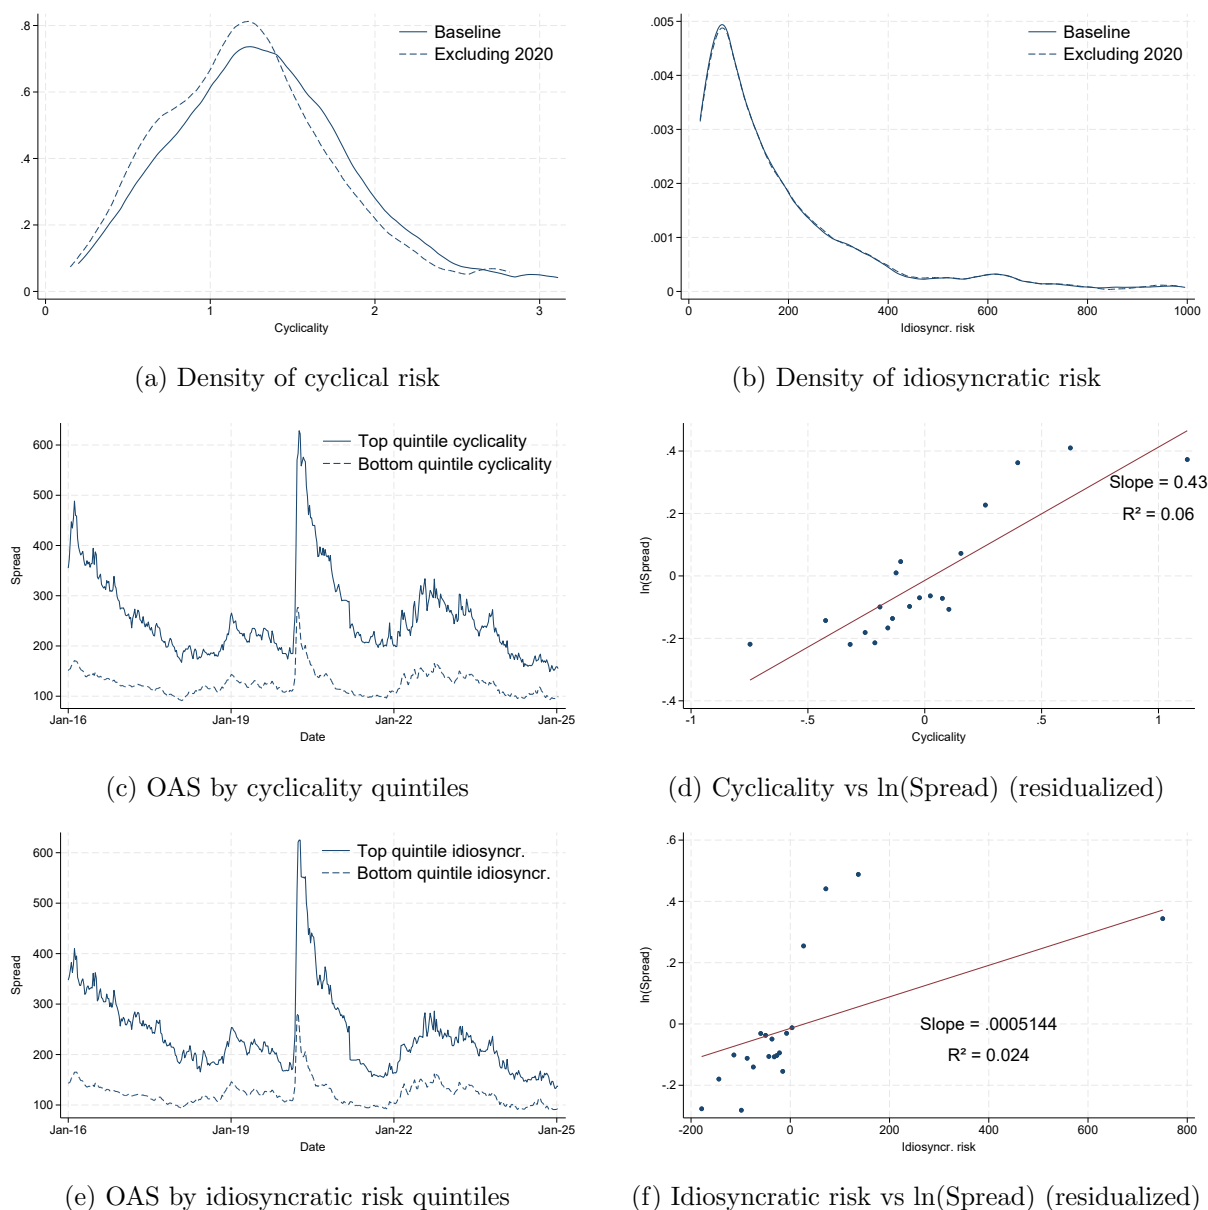 .8
.6
.4
.2
0
0
1
2
3
Cyclicality
Baseline
Excluding 2020
(a) Density of cyclical risk
.005
.004
.003
.002
.001
0
0
200
400
600
800
1000
Idiosyncr. risk
Baseline
Excluding 2020
(b) Density of idiosyncratic risk
600
500
400
300
200
100
Spread
Jan-16
Jan-19
Jan-22
Jan-25
Date
Top quintile cyclicality
Bottom quintile cyclicality
(c) OAS by cyclicality quintiles
.4
.2
0
-.2
-.4
ln(Spread)
-1
-.5
0
.5
1
Cyclicality
Slope = 0.43
R² = 0.06
(d) Cyclicality vs ln(Spread) (residualized)
600
500
400
300
200
100
Spread
Jan-16
Jan-19
Jan-22
Jan-25
Date
Top quintile idiosyncr.
Bottom quintile idiosyncr.
(e) OAS by idiosyncratic risk quintiles
.6
.4
.2
0
-.2
ln(Spread)
-200
0
200
400
600
800
Idiosyncr. risk
Slope = .0005144
R² = 0.024
(f) Idiosyncratic risk vs ln(Spread) (residualized)